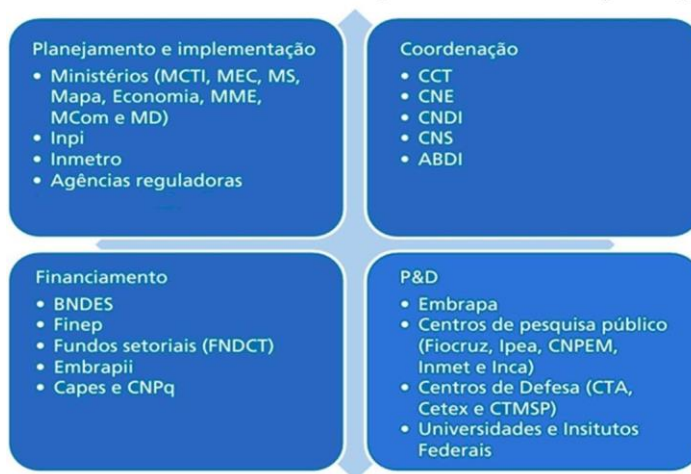 Planejamento e implementação
• Ministérios (MCTI, MEC, MS,
Mapa, Economia, MME,
MCom e MD)
• Inpi
• Inmetro
• Agências reguladoras
Coordenação
• CCT
• CNE
• CNDI
• CNS
• ABDI
Financiamento
• BNDES
• Finep
• Fundos setoriais (FNDCT)
• Embrapii
• Capes e CNPq
P&D
• Embrapa
• Centros de pesquisa público
(Fiocruz, Ipea, CNPEM,
Inmet e Inca)
• Centros de Defesa (CTA,
Cetex e CTMSP)
• Universidades e Insitutos
Federais